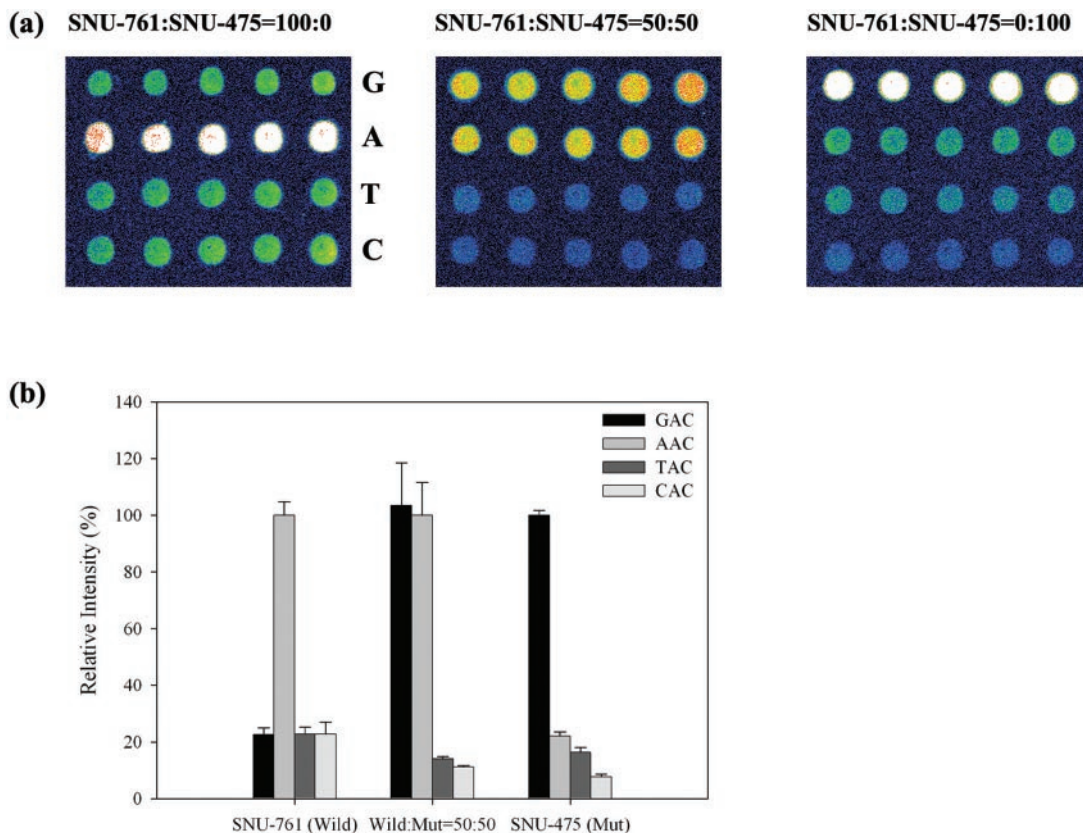 (a)
SNU-761:SNU-475=100:0
SNU-761:SNU-475=50:50
SNU-761:SNU-475=0:100
G
A
T
C
(b)
140
120
100
80
60
40
20
0
Relative Intensity (%)
GAC
AAC
TAC
CAC
SNU-761 (Wild)
Wild:Mut=50:50
SNU-475 (Mut)